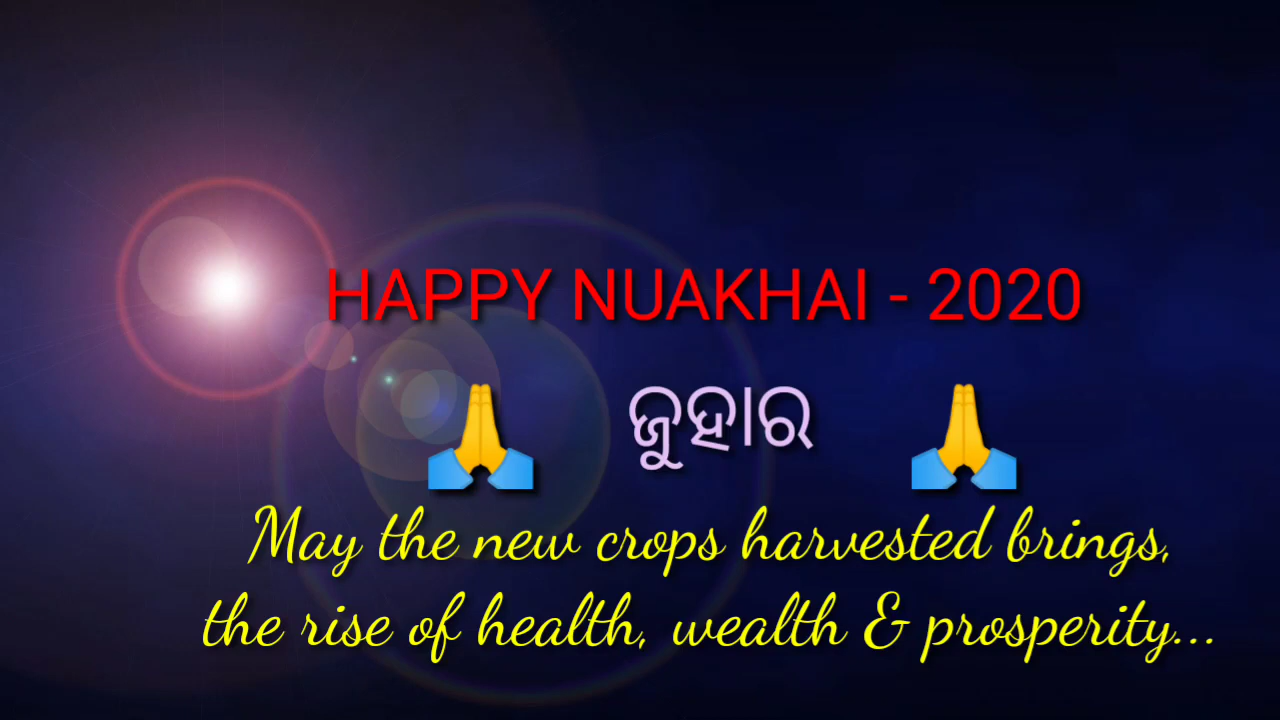 HAPPY NUAKHAI - 2020
🙏 ଜୁହାର 🙏
May the new crops harvested brings,
the rise of health, wealth & prosperity...